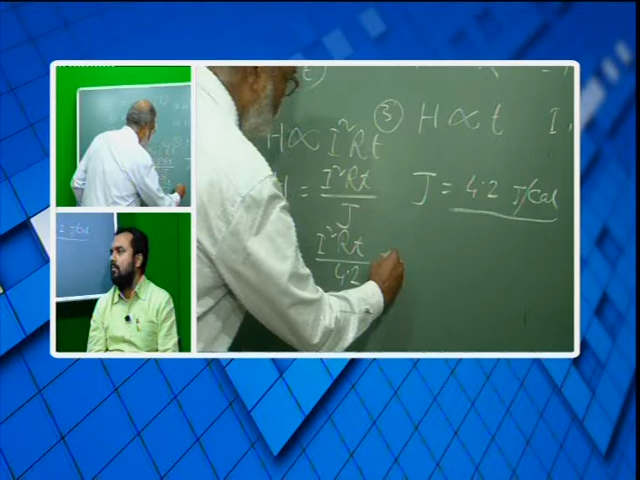 t)
③ H ∝ t I
H ∝ I²Rt
H = I²Rt / J J = 4.2 J/Cal
I²Rt / 4.2